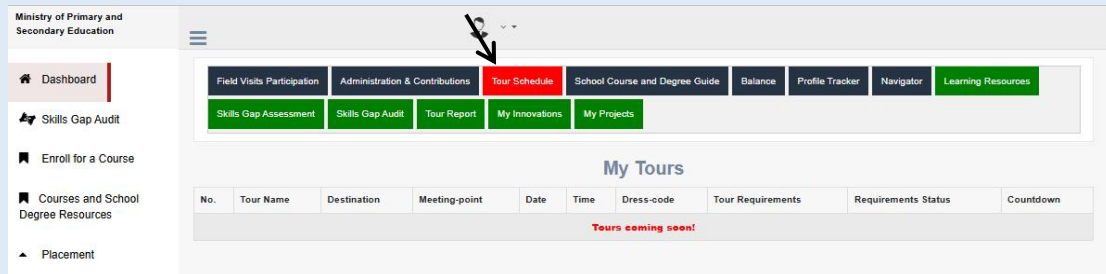 Ministry of Primary and
Secondary Education
Dashboard
Skills Gap Audit
Enroll for a Course
Courses and School
Degree Resources
Placement
Field Visits Participation
Administration & Contributions
Tour Schedule
School Course and Degree Guide
Balance
Profile Tracker
Navigator
Learning Resources
Skills Gap Assessment
Skills Gap Audit
Tour Report
My Innovations
My Projects
My Tours
No. Tour Name Destination Meeting-point Date Time Dress-code Tour Requirements Requirements Status Countdown
Tours coming soon!